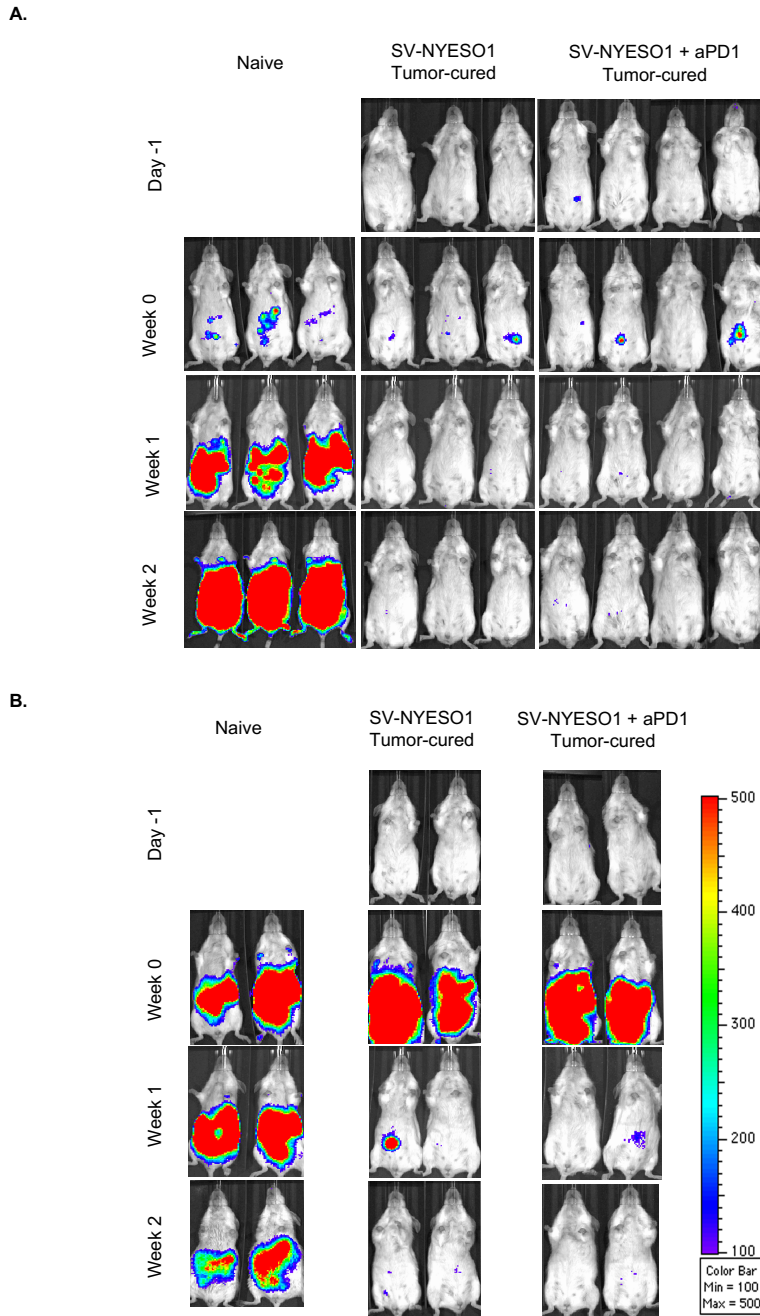 A.
Naive
SV-NYESO1
Tumor-cured
SV-NYESO1 + aPD1
Tumor-cured
Day -1
Week 0
Week 1
Week 2
B.
Naive
SV-NYESO1
Tumor-cured
SV-NYESO1 + aPD1
Tumor-cured
Day -1
Week 0
Week 1
Week 2
500
400
300
200
100
Color Bar
Min = 100
Max = 500